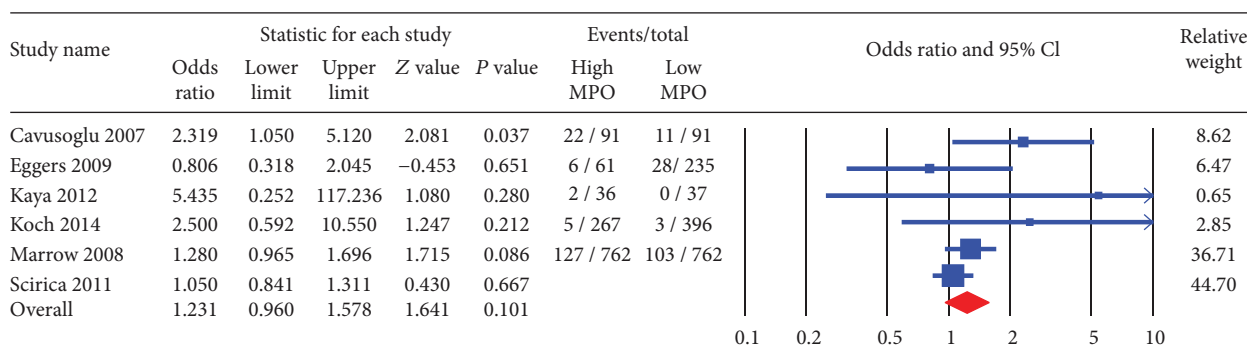 Study name Statistic for each study Events/total Odds ratio and 95% Cl Relative weight
Odds ratio Lower limit Upper limit Z value P value High MPO Low MPO
Cavusoglu 2007 2.319 1.050 5.120 2.081 0.037 22 / 91 11 / 91 8.62
Eggers 2009 0.806 0.318 2.045 −0.453 0.651 6 / 61 28/ 235 6.47
Kaya 2012 5.435 0.252 117.236 1.080 0.280 2 / 36 0 / 37 0.65
Koch 2014 2.500 0.592 10.550 1.247 0.212 5 / 267 3 / 396 2.85
Marrow 2008 1.280 0.965 1.696 1.715 0.086 127 / 762 103 / 762 36.71
Scirica 2011 1.050 0.841 1.311 0.430 0.667 44.70
Overall 1.231 0.960 1.578 1.641 0.101
0.1 0.2 0.5 1 2 5 10